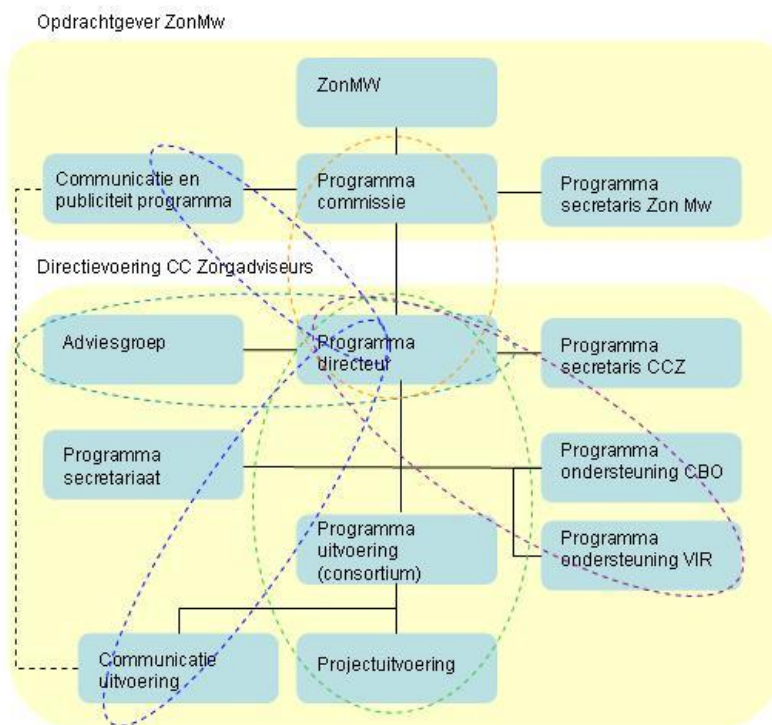 Opdrachtgever ZonMw
ZonMW
Communicatie en
publiciteit programma
Programma
commissie
Programma
secretaris Zon Mw
Directievoering CC Zorgadviseurs
Adviesgroep
Programma
directeur
Programma
secretaris CCZ
Programma
secretariaat
Programma
ondersteuning CBO
Programma
uitvoering
(consortium)
Programma
ondersteuning VIR
Communicatie
uitvoering
Projectuitvoering